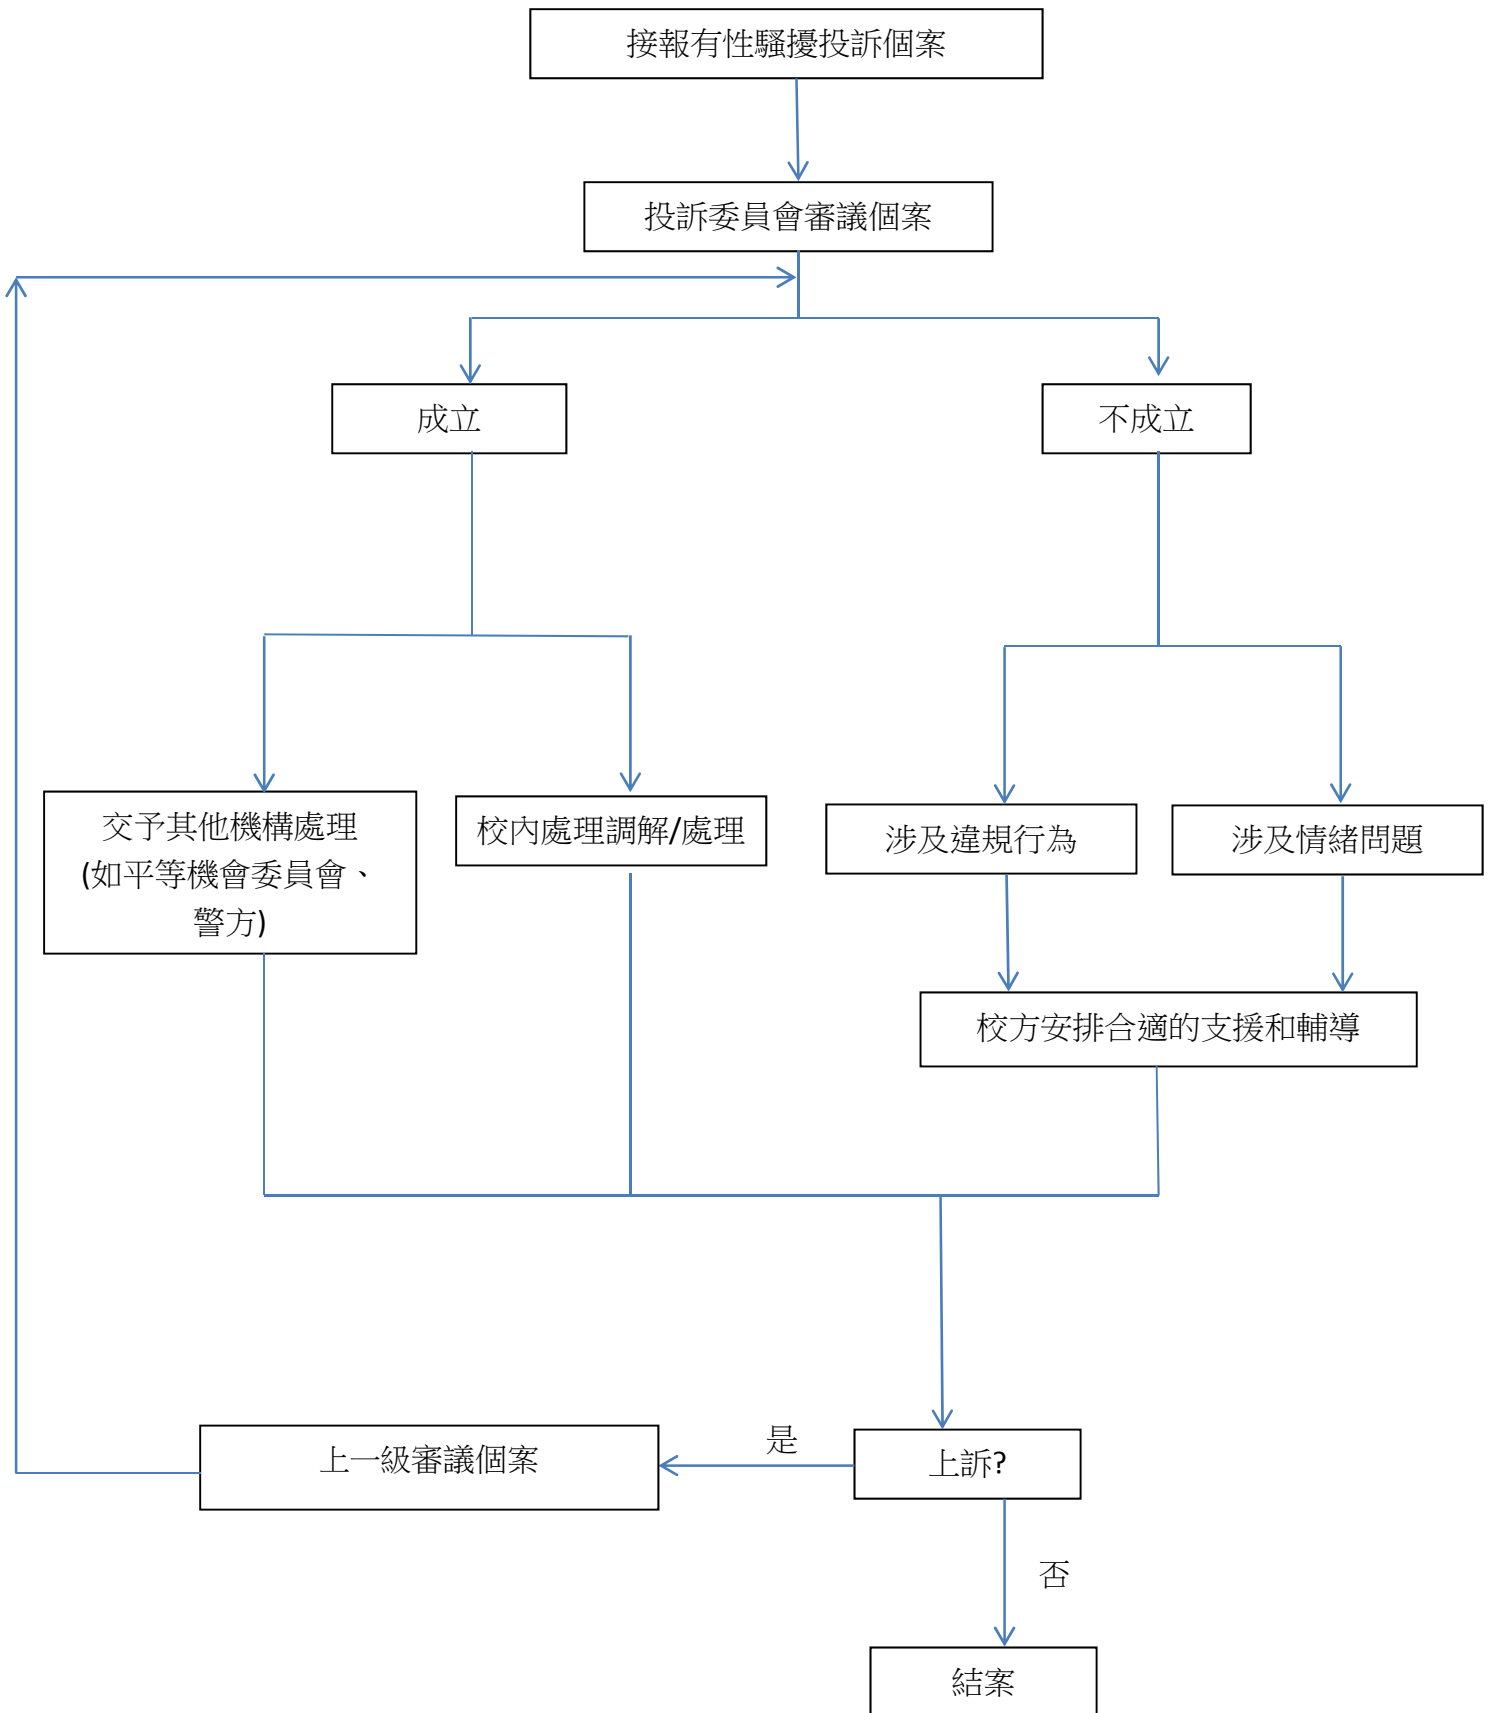 接報有性騷擾投訴個案
投訴委員會審議個案
成立
不成立
交予其他機構處理
(如平等機會委員會、
警方)
校內處理調解/處理
涉及違規行為
涉及情緒問題
校方安排合適的支援和輔導
上一級審議個案
是
上訴?
否
結案